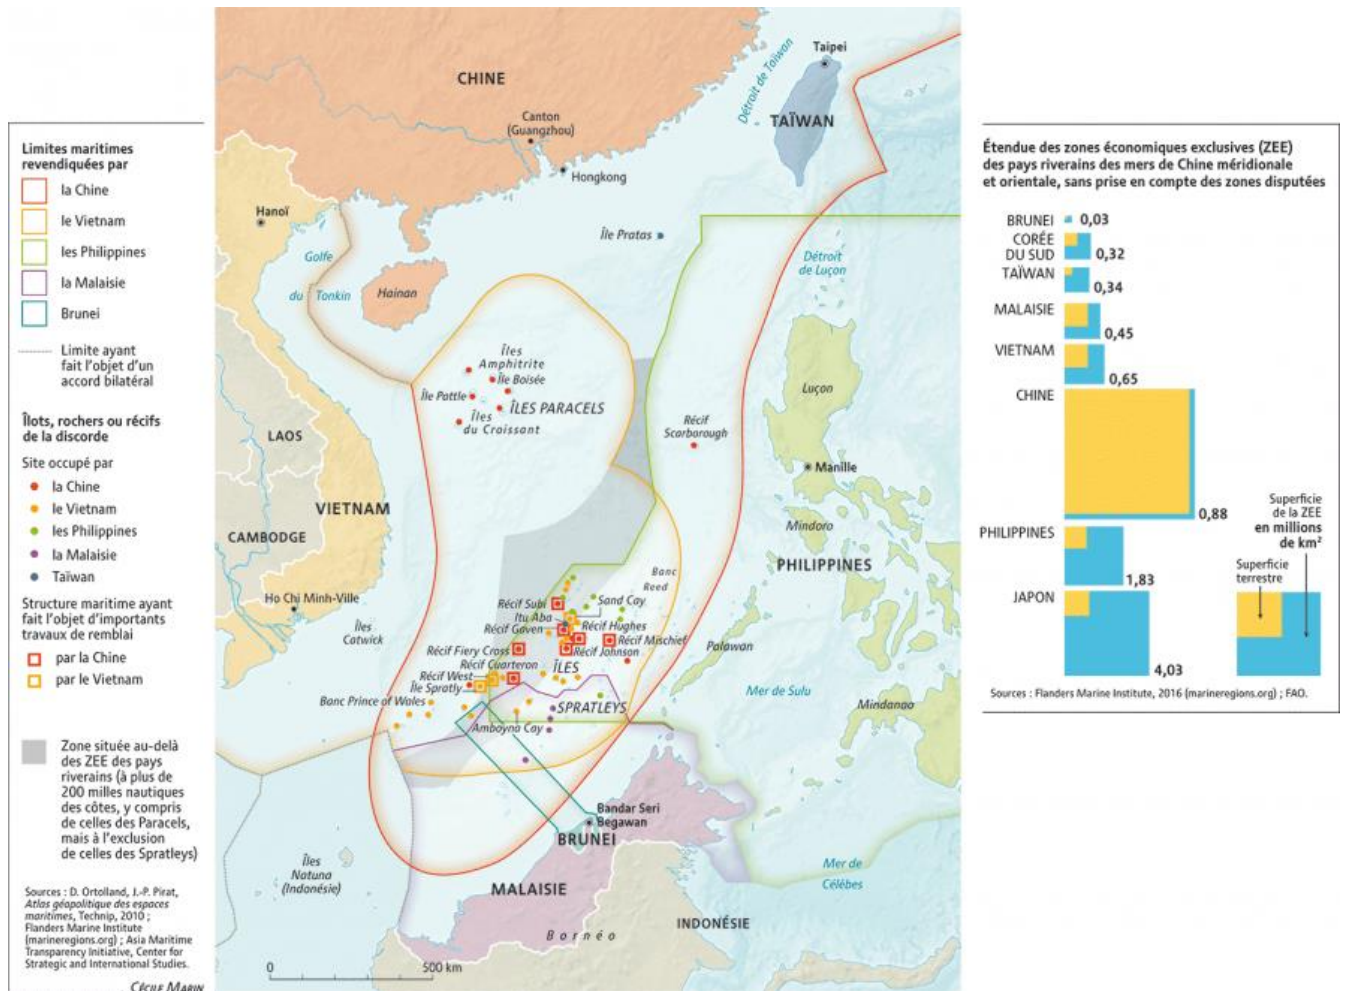 Limites maritimes
revendiquées par
la Chine
le Vietnam
les Philippines
la Malaisie
Brunei
Limite ayant
fait l'objet d'un
accord bilatéral
Îlots, rochers ou récifs
de la discorde
Site occupé par
la Chine
le Vietnam
les Philippines
la Malaisie
Taïwan
Structure maritime ayant
fait l'objet d'importants
travaux de remblai
par la Chine
par le Vietnam
Zone située au-delà
des ZEE des pays
riverains (à plus de
200 milles nautiques
des côtes, y compris
de celles des Paracels,
mais à l'exclusion
de celles des Spratleys)
Sources : D. Ortolland, J.-P. Pirat,
Atlas géopolitique des espaces
maritimes, Technip, 2010 ;
Flanders Marine Institute
(marineregions.org) ; Asia Maritime
Transparency Initiative, Center for
Strategic and International Studies.
CÉCILE MARIN
CHINE
Canton
(Guangzhou)
Hongkong
Taipei
Détroit de Taïwan
TAÏWAN
Hanoï
Golfe
du Tonkin
Hainan
Île Pratas
Détroit
de Luçon
Îles
Amphitrite
Île Boisée
Île Pattle
ÎLES PARACELS
Îles
du Croissant
Récif
Scarborough
Luçon
Manille
LAOS
VIETNAM
CAMBODGE
Ho Chi Minh-Ville
Îles
Catwick
Mindoro
PHILIPPINES
Banc
Reed
Récif Subi
Sand Cay
Itu Aba
Récif Gaven
Récif Hughes
Récif Mischief
Récif Fiery Cross
Récif Johnson
Palawan
Récif Cuarteron
ÎLES
Récif West
Île Spratly
SPRATLEYS
Banc Prince of Wales
Amboyna Cay
Mer de Sulu
Mindanao
Bandar Seri
Begawan
BRUNEI
Îles
Natuna
(Indonésie)
MALAISIE
Mer de
Célèbes
INDONÉSIE
Bornéo
0
500 km
Étendue des zones économiques exclusives (ZEE)
des pays riverains des mers de Chine méridionale
et orientale, sans prise en compte des zones disputées
BRUNEI
0,03
CORÉE
DU SUD
0,32
TAÏWAN
0,34
MALAISIE
0,45
VIETNAM
0,65
CHINE
0,88
PHILIPPINES
1,83
JAPON
4,03
Superficie
de la ZEE
en millions
de km²
Superficie
terrestre
Sources : Flanders Marine Institute, 2016 (marineregions.org) ; FAO.